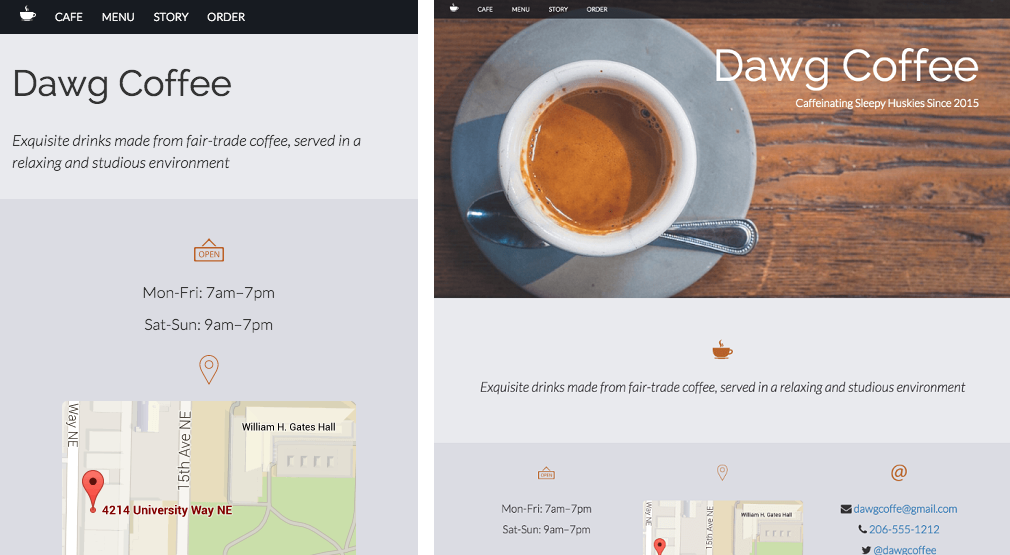 CAFE MENU STORY ORDER
Dawg Coffee
Exquisite drinks made from fair-trade coffee, served in a
relaxing and studious environment
OPEN
Mon-Fri: 7am–7pm
Sat-Sun: 9am–7pm
Way NE
15th Ave NE
William H. Gates Hall
4214 University Way NE
CAFE MENU STORY ORDER
Dawg Coffee
Caffeinating Sleepy Huskies Since 2015
Exquisite drinks made from fair-trade coffee, served in a relaxing and studious environment
OPEN
@
Mon-Fri: 7am–7pm
Sat-Sun: 9am–7pm
Way NE
15th Ave NE
William H. Gates Hall
dawgcoffe@gmail.com
206-555-1212
@dawgcoffee